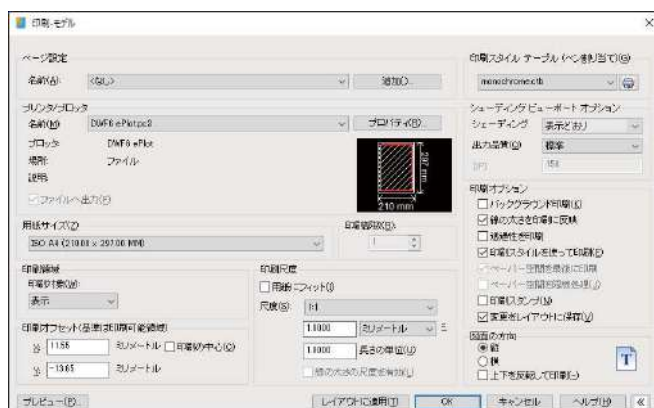 印刷-モデル
ページ設定
名前(A):
<なし>
追加()...
プリンタ/プロッタ
名前(M)
DWF6 ePlot.pc3
プロパティ(R)...
プロッタ:
DWF6 ePlot
場所:
ファイル
説明:
ファイルへ出力(F)
210 mm
297 mm
用紙サイズ(Z)
ISO A4 (210.00 x 297.00 MM)
印刷部数(B):
1
印刷領域
印刷対象(W):
表示
印刷オフセット(基準は印刷可能領域)
X:
11.55
ミリメートル
印刷の中心(C)
Y:
-13.65
ミリメートル
印刷尺度
用紙にフィット(I)
尺度(S):
1:1
ミリメートル
=
長さの単位(U)
線の太さの尺度を有効(L)
印刷スタイル テーブル (ペン割り当て)(G)
monochrome.ctb
シェーディング ビューポート オプション
シェーディング
表示どおり
出力品質(Q)
標準
DPI
印刷オプション
バックグラウンド印刷(K)
線の太さを印刷に反映
透過性を印刷
印刷スタイルを使って印刷(E)
ペーパー空間を最後に印刷
ペーパー空間を隠線処理(J)
印刷スタンプ(N)
変更をレイアウトに保存(V)
図面の方向
縦
横
上下を反転して印刷(-)
プレビュー(P)...
レイアウトに適用(T)
OK
キャンセル
ヘルプ(H)